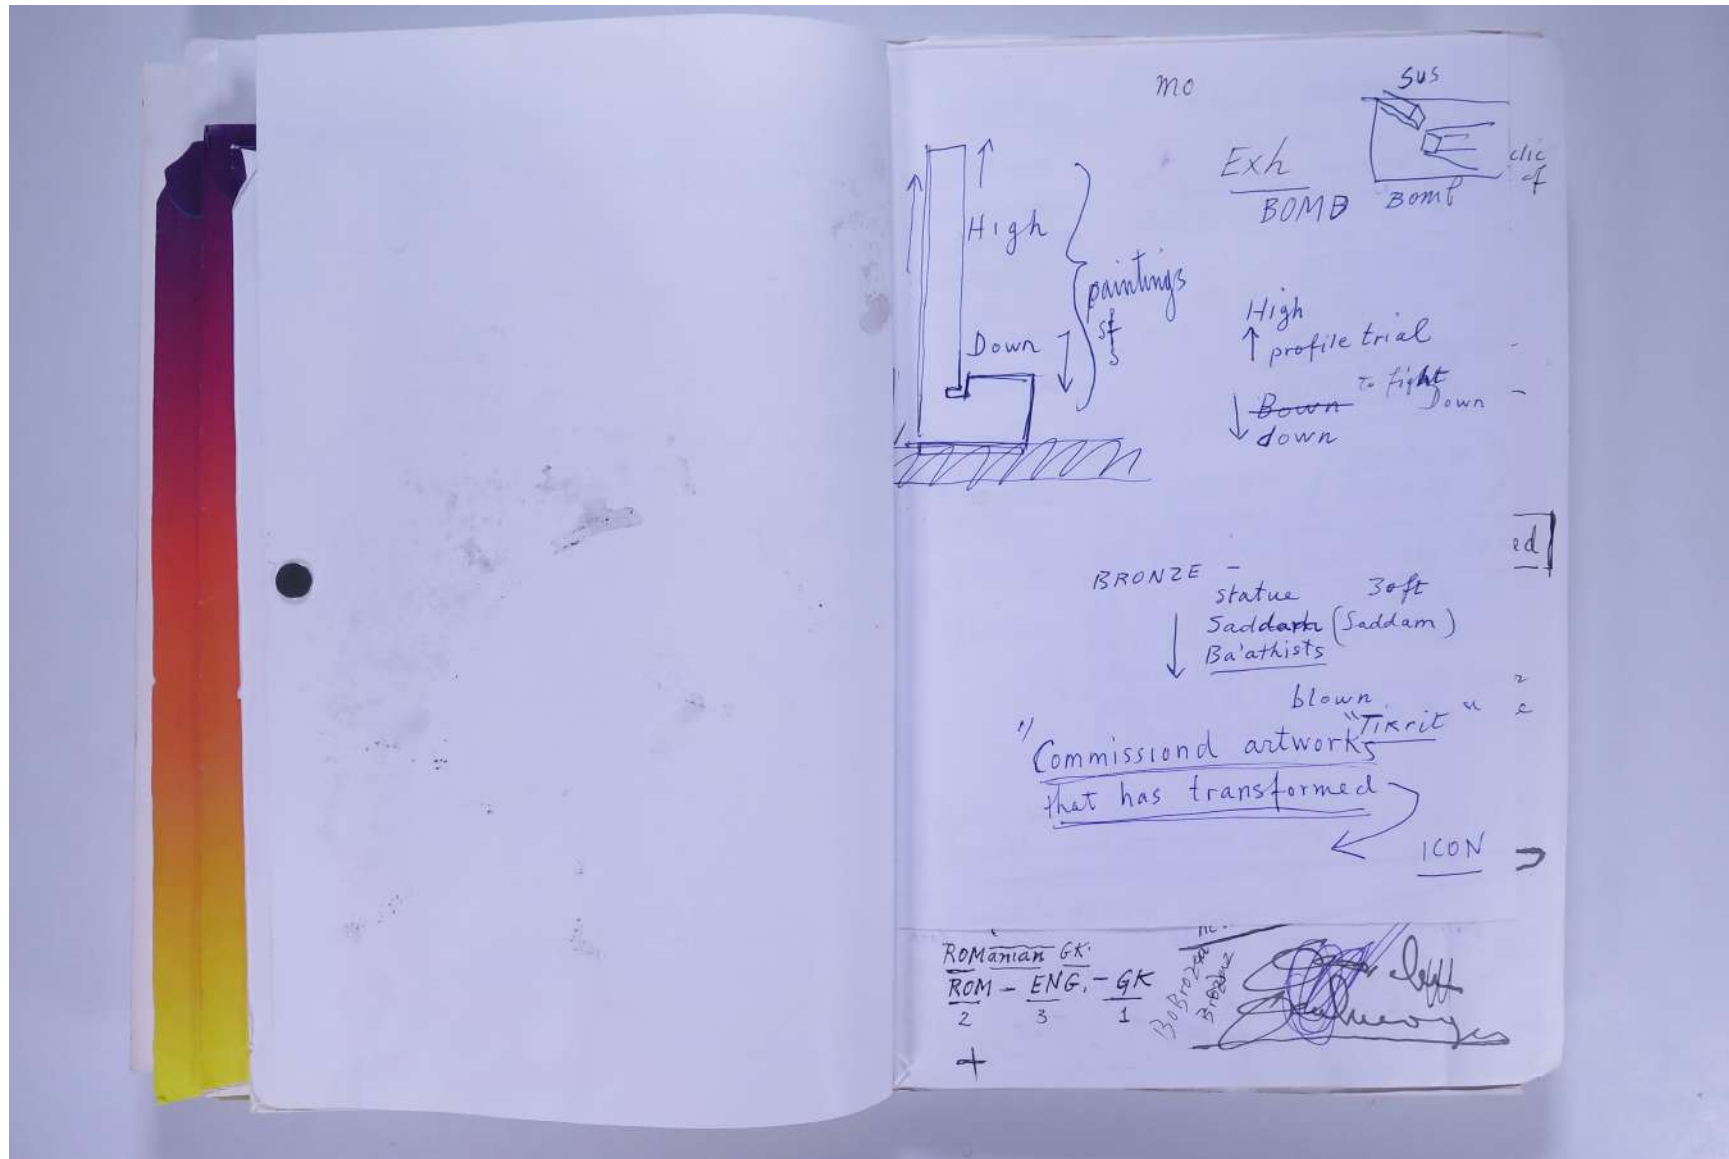 mo
sus
Exh
BOMB
Bomb
clic
of
High
paintings
Down
High
profile trial
To fight
Down
Bown
down
ed
BRONZE -
statue 30ft
Saddam (Saddam)
Ba'athists
blown
"Tikrit"
1) Commissiond artworks
that has transformed
ICON
ROManian GK.
ROM - ENG. - GK
2 3 1